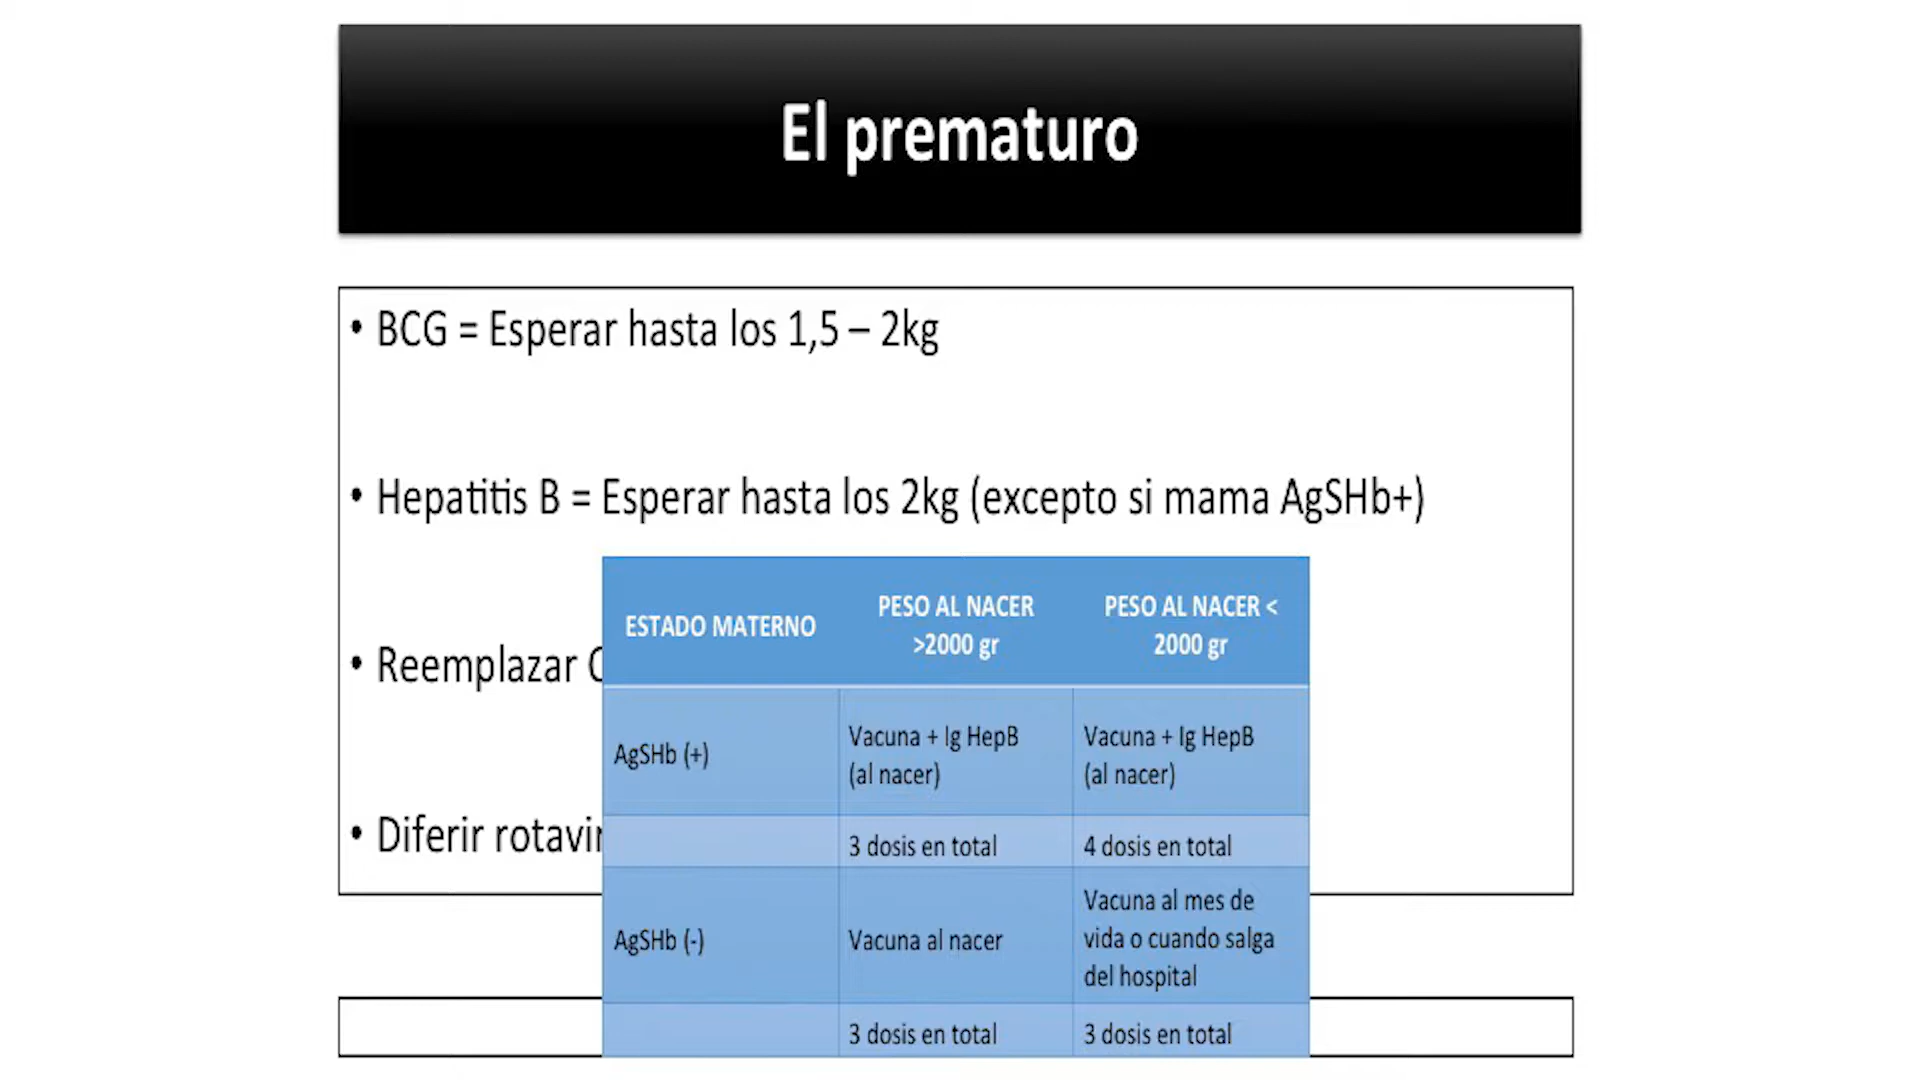 El prematuro
• BCG = Esperar hasta los 1,5 – 2kg
• Hepatitis B = Esperar hasta los 2kg (excepto si mama AgSHb+)
• Reemplazar
• Diferir
ESTADO MATERNO
PESO AL NACER
>2000 gr
PESO AL NACER <
2000 gr
AgSHb (+)
Vacuna + Ig HepB
(al nacer)
Vacuna + Ig HepB
(al nacer)
3 dosis en total
4 dosis en total
AgSHb (-)
Vacuna al nacer
Vacuna al mes de
vida o cuando salga
del hospital
3 dosis en total
3 dosis en total